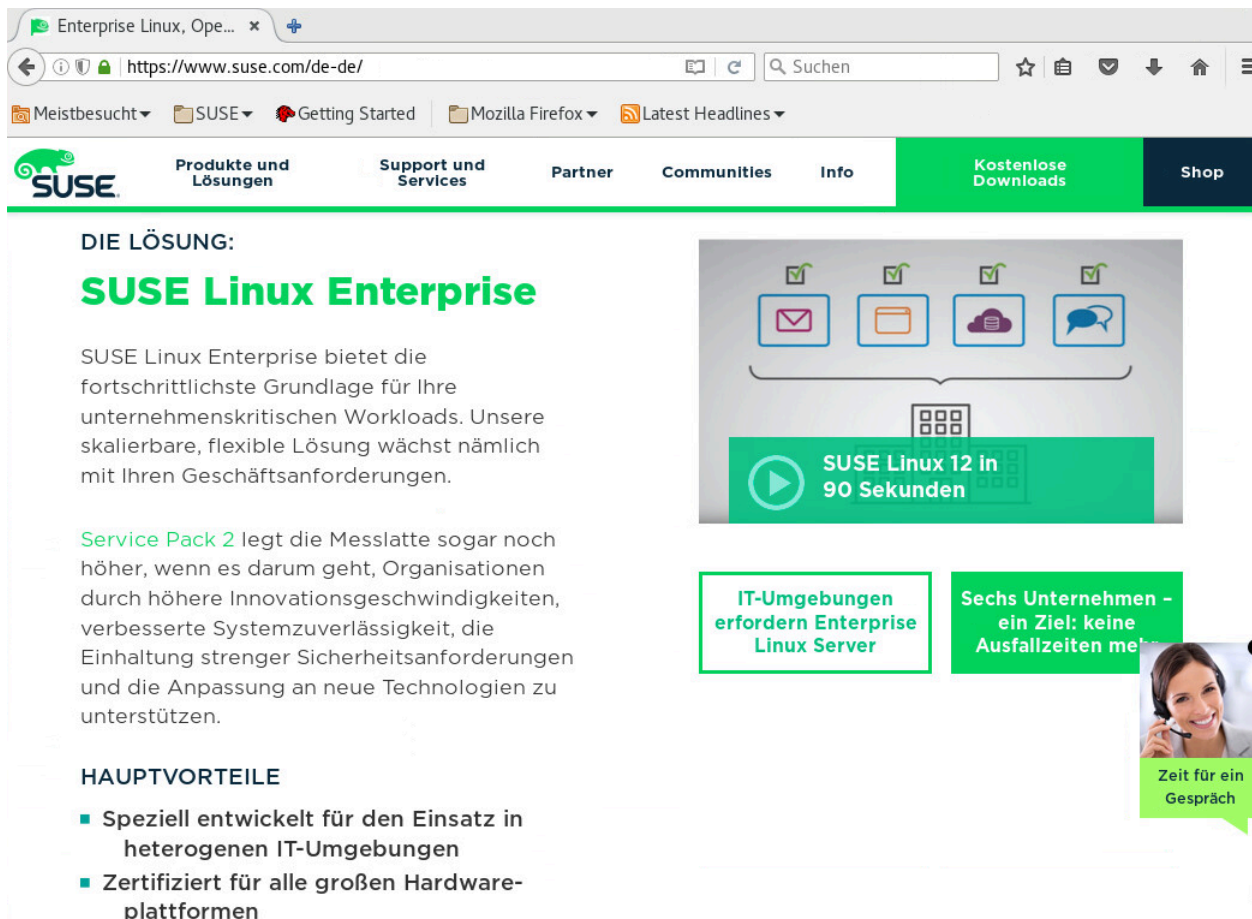 Enterprise Linux, Ope...
https://www.suse.com/de-de/
Suchen
Meistbesucht
SUSE
Getting Started
Mozilla Firefox
Latest Headlines
SUSE
Produkte und
Lösungen
Support und
Services
Partner
Communities
Info
Kostenlose
Downloads
Shop
DIE LÖSUNG:
SUSE Linux Enterprise
SUSE Linux Enterprise bietet die
fortschrittlichste Grundlage für Ihre
unternehmenskritischen Workloads. Unsere
skalierbare, flexible Lösung wächst nämlich
mit Ihren Geschäftsanforderungen.
Service Pack 2 legt die Messlatte sogar noch
höher, wenn es darum geht, Organisationen
durch höhere Innovationsgeschwindigkeiten,
verbesserte Systemzuverlässigkeit, die
Einhaltung strenger Sicherheitsanforderungen
und die Anpassung an neue Technologien zu
unterstützen.
HAUPTVORTEILE
Speziell entwickelt für den Einsatz in
heterogenen IT-Umgebungen
Zertifiziert für alle großen Hardware-
plattformen
SUSE Linux 12 in
90 Sekunden
IT-Umgebungen
erfordern Enterprise
Linux Server
Sechs Unternehmen –
ein Ziel: keine
Ausfallzeiten mehr
Zeit für ein
Gespräch